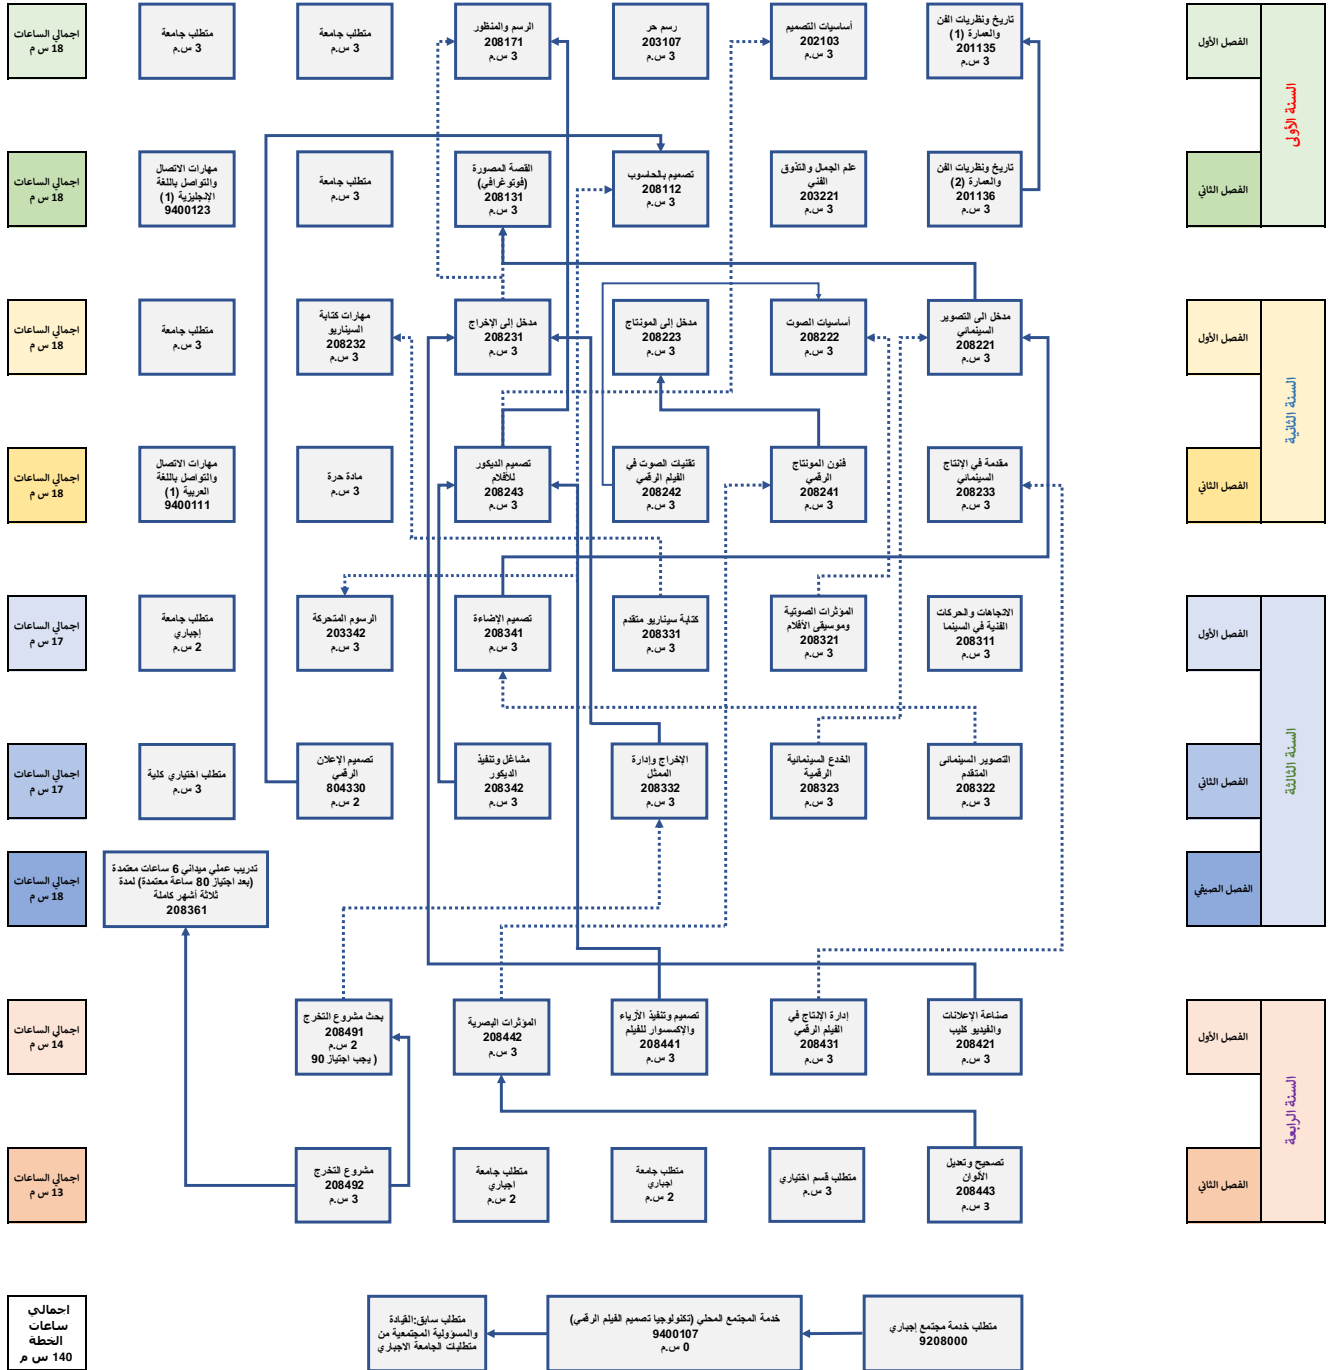 السنة الأولى
الفصل الأول
تاريخ ونظريات الفن
والعمارة (1)
201135
3 س.م
أساسيات التصميم
202103
3 س.م
رسم حر
203107
3 س.م
الرسم والمنظور
208171
3 س.م
متطلب جامعة
3 س.م
متطلب جامعة
3 س.م
اجمالي الساعات
18 س م
الفصل الثاني
تاريخ ونظريات الفن
والعمارة (2)
201136
3 س.م
علم الجمال والتذوق
الفني
203221
3 س.م
تصميم بالحاسوب
208112
3 س.م
القصة المصورة
(فوتوغرافي)
208131
3 س.م
متطلب جامعة
3 س.م
مهارات الاتصال
والتواصل باللغة
الإنجليزية (1)
9400123
اجمالي الساعات
18 س م
السنة الثانية
الفصل الأول
مدخل الى التصوير
السينمائي
208221
3 س.م
أساسيات الصوت
208222
3 س.م
مدخل إلى المونتاج
208223
3 س.م
مدخل إلى الإخراج
208231
3 س.م
مهارات كتابة
السيناريو
208232
3 س.م
متطلب جامعة
3 س.م
اجمالي الساعات
18 س م
الفصل الثاني
مقدمة في الإنتاج
السينمائي
208233
3 س.م
فنون المونتاج
الرقمي
208241
3 س.م
تقنيات الصوت في
الفيلم الرقمي
208242
3 س.م
تصميم الديكور
للأفلام
208243
3 س.م
مادة حرة
3 س.م
مهارات الاتصال
والتواصل باللغة
العربية (1)
9400111
اجمالي الساعات
18 س م
السنة الثالثة
الفصل الأول
الاتجاهات والحركات
الفنية في السينما
208311
3 س.م
المؤثرات الصوتية
وموسيقى الأفلام
208321
3 س.م
كتابة سيناريو متقدم
208331
3 س.م
تصميم الإضاءة
208341
3 س.م
الرسوم المتحركة
203342
3 س.م
متطلب جامعة
إجباري
2 س.م
اجمالي الساعات
17 س م
الفصل الثاني
التصوير السينمائى
المتقدم
208322
3 س.م
الخدع السينمائية
الرقمية
208323
3 س.م
الإخراج وإدارة
الممثل
208332
3 س.م
مشاغل وتنفيذ
الديكور
208342
3 س.م
تصميم الإعلان
الرقمي
804330
2 س.م
متطلب اختياري كلية
3 س.م
اجمالي الساعات
17 س م
الفصل الصيفي
تدريب عملي ميداني 6 ساعات معتمدة
(بعد اجتياز 80 ساعة معتمدة) لمدة
ثلاثة أشهر كاملة
208361
اجمالي الساعات
18 س م
السنة الرابعة
الفصل الأول
صناعة الإعلانات
والفيديو كليب
208421
3 س.م
إدارة الإنتاج في
الفيلم الرقمي
208431
3 س.م
تصميم وتنفيذ الأزياء
والإكسسوار للفيلم
208441
3 س.م
المؤثرات البصرية
208442
3 س.م
بحث مشروع التخرج
208491
2 س.م
( يجب اجتياز 90
اجمالي الساعات
14 س م
الفصل الثاني
تصحيح وتعديل
الألوان
208443
3 س.م
متطلب قسم اختياري
3 س.م
متطلب جامعة
اجباري
2 س.م
متطلب جامعة
اجباري
2 س.م
مشروع التخرج
208492
3 س.م
اجمالي الساعات
13 س م
متطلب خدمة مجتمع إجباري
9208000
خدمة المجتمع المحلي (تكنولوجيا تصميم الفيلم الرقمي)
9400107
0 س.م
متطلب سابق:القيادة
والمسؤولية المجتمعية من
متطلبات الجامعة الاجباري
اجمالي
ساعات
الخطة
140 س م